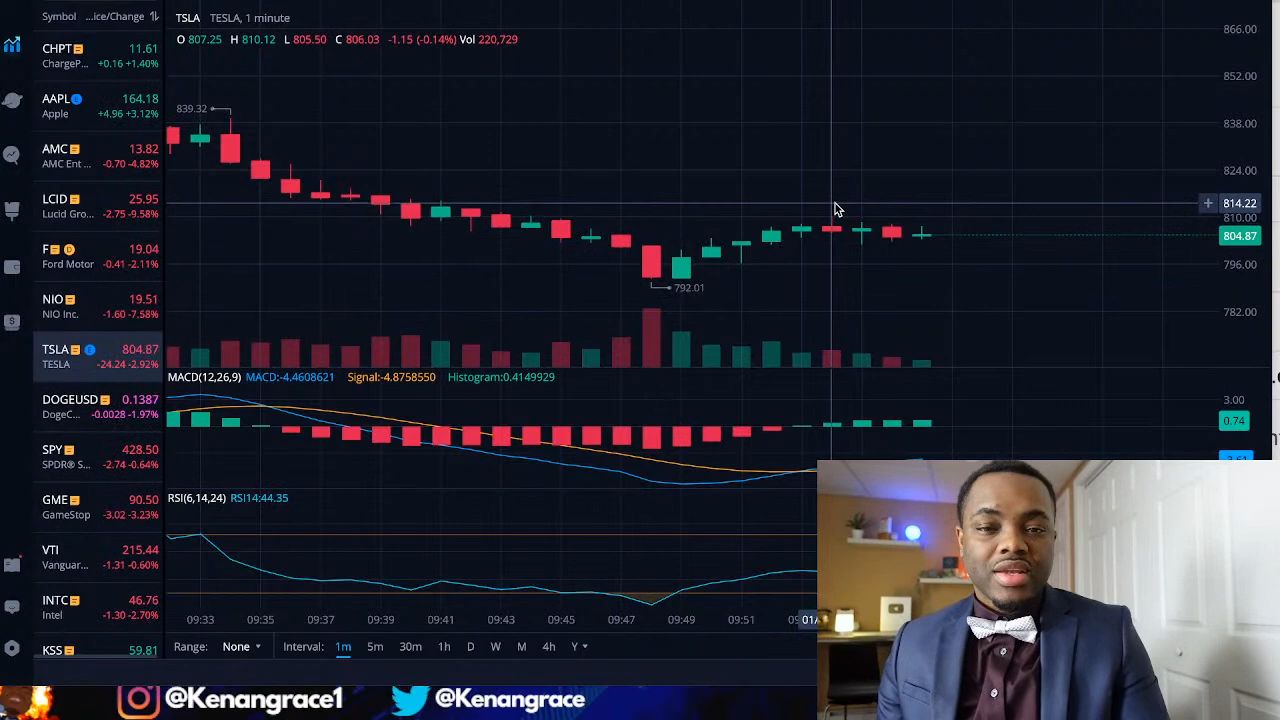 Symbol ...ice/Change
CHPT 11.61
ChargeP... +0.16 +1.40%
AAPL E 164.18
Apple +4.96 +3.12%
AMC 13.82
AMC Ent ... -0.70 -4.82%
LCID 25.95
Lucid Gro... -2.75 -9.58%
F D 19.04
Ford Motor -0.41 -2.11%
NIO 19.51
NIO Inc. -1.60 -7.58%
TSLA E 804.87
TESLA -24.24 -2.92%
DOGEUSD 0.1387
DogeC... -0.0028 -1.97%
SPY 428.50
SPDR® S... -2.74 -0.64%
GME 90.50
GameStop -3.02 -3.23%
VTI 215.44
Vanguar... -1.31 -0.60%
INTC 46.76
Intel -1.30 -2.70%
KSS 59.81
TSLA TESLA, 1 minute
O 807.25 H 810.12 L 805.50 C 806.03 -1.15 (-0.14%) Vol 220,729
839.32
792.01
866.00
852.00
838.00
824.00
+ 814.22
810.00
804.87
796.00
782.00
MACD(12,26,9) MACD:-4.4608621 Signal:-4.8758550 Histogram:0.4149929
3.00
0.74
RSI(6,14,24) RSI14:44.35
09:33 09:35 09:37 09:39 09:41 09:43 09:45 09:47 09:49 09:51
Range: None Interval: 1m 5m 30m 1h D W M 4h Y
@Kenangrace1 @Kenangrace